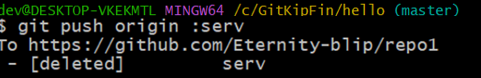 dev@DESKTOP-VKEKMTL MINGW64 /c/GitKipFin/hello (master)
$ git push origin :serv
To https://github.com/Eternity-blip/repo1
 - [deleted]         serv